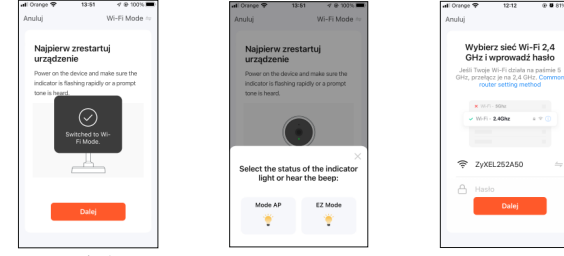 Orange 13:51 100%
Anuluj Wi-Fi Mode
Najpierw zrestartuj
urządzenie
Power on the device and make sure the
indicator is flashing rapidly or a prompt
tone is heard.
Switched to Wi-
Fi Mode.
Dalej
Orange 13:51 100%
Anuluj Wi-Fi Mode
Najpierw zrestartuj
urządzenie
Power on the device and make sure the
indicator is flashing rapidly or a prompt
tone is heard.
Select the status of the indicator
light or hear the beep:
Mode AP EZ Mode
Orange 12:12 81%
Anuluj
Wybierz sieć Wi-Fi 2,4
GHz i wprowadź hasło
Jeśli Twoje Wi-Fi działa na paśmie 5
GHz, przełącz je na 2,4 GHz. Common
router setting method
Wi-Fi - 5Ghz
Wi-Fi - 2.4Ghz
ZyXEL252A50
Hasło
Dalej